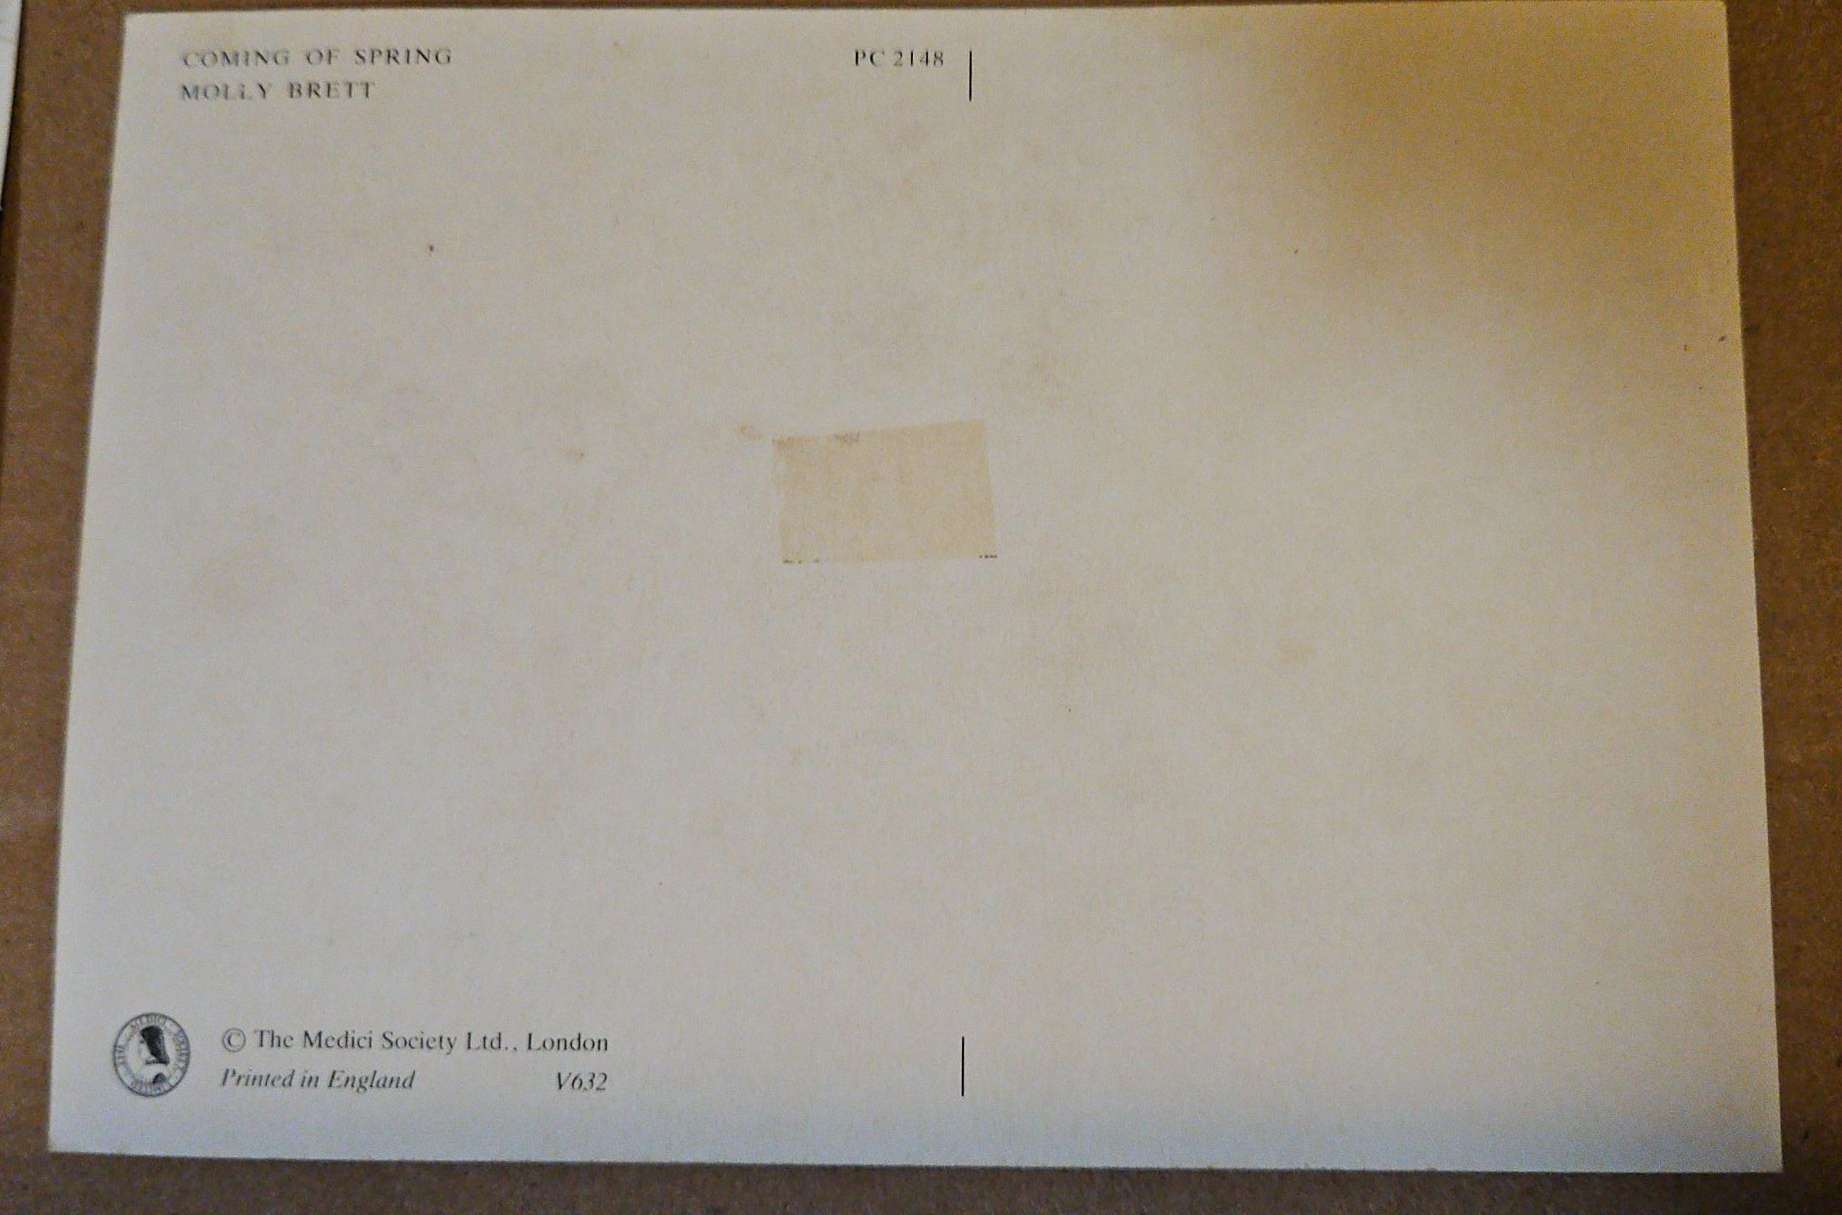 COMING OF SPRING
MOLLY BRETT
PC 2148
© The Medici Society Ltd., London
Printed in England V632